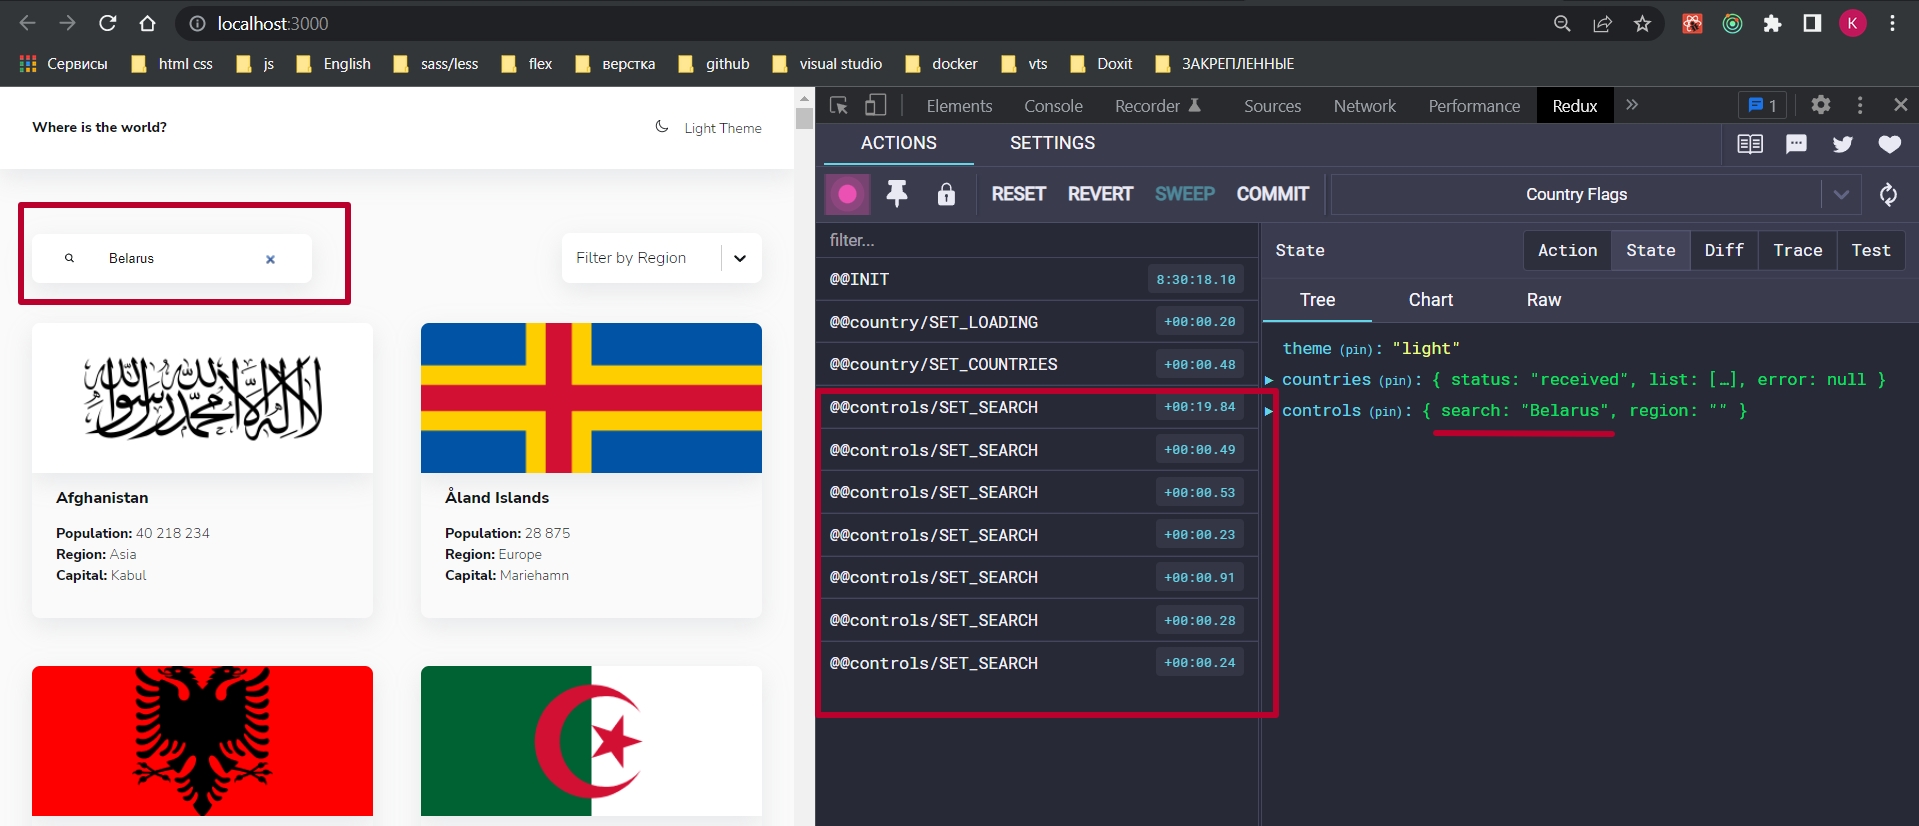 localhost:3000
K
Сервисы html css js English sass/less flex верстка github visual studio docker vts Doxit ЗАКРЕПЛЕННЫЕ
Where is the world?
Light Theme
Belarus
Filter by Region
لا إله إلا الله محمد رسول الله
Afghanistan
Population: 40 218 234
Region: Asia
Capital: Kabul
Åland Islands
Population: 28 875
Region: Europe
Capital: Mariehamn
Elements Console Recorder Sources Network Performance Redux » 1
ACTIONS SETTINGS
RESET REVERT SWEEP COMMIT Country Flags
filter...
@@INIT 8:30:18.10
@@country/SET_LOADING +00:00.20
@@country/SET_COUNTRIES +00:00.48
@@controls/SET_SEARCH +00:19.84
@@controls/SET_SEARCH +00:00.49
@@controls/SET_SEARCH +00:00.53
@@controls/SET_SEARCH +00:00.23
@@controls/SET_SEARCH +00:00.91
@@controls/SET_SEARCH +00:00.28
@@controls/SET_SEARCH +00:00.24
State Action State Diff Trace Test
Tree Chart Raw
theme (pin): "light"
countries (pin): { status: "received", list: […], error: null }
controls (pin): { search: "Belarus", region: "" }